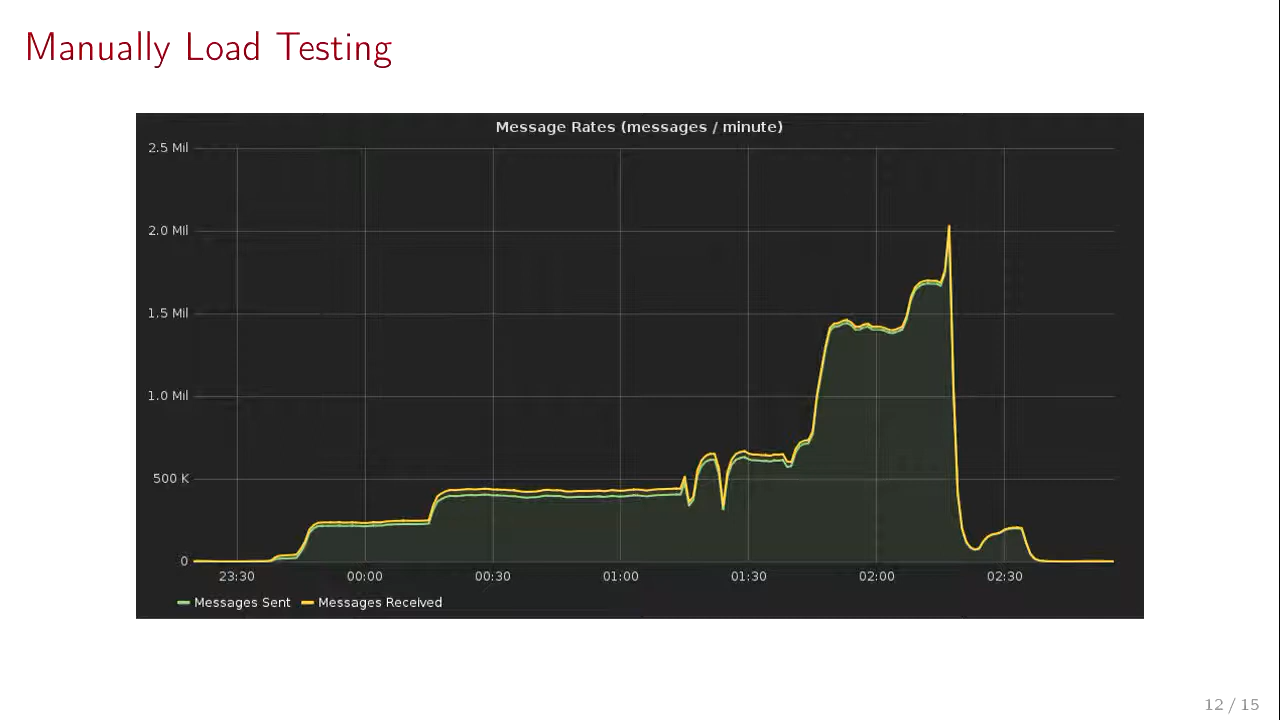 Manually Load Testing
Message Rates (messages / minute)
2.5 Mil
2.0 Mil
1.5 Mil
1.0 Mil
500 K
0
23:30 00:00 00:30 01:00 01:30 02:00 02:30
Messages Sent Messages Received
12 / 15